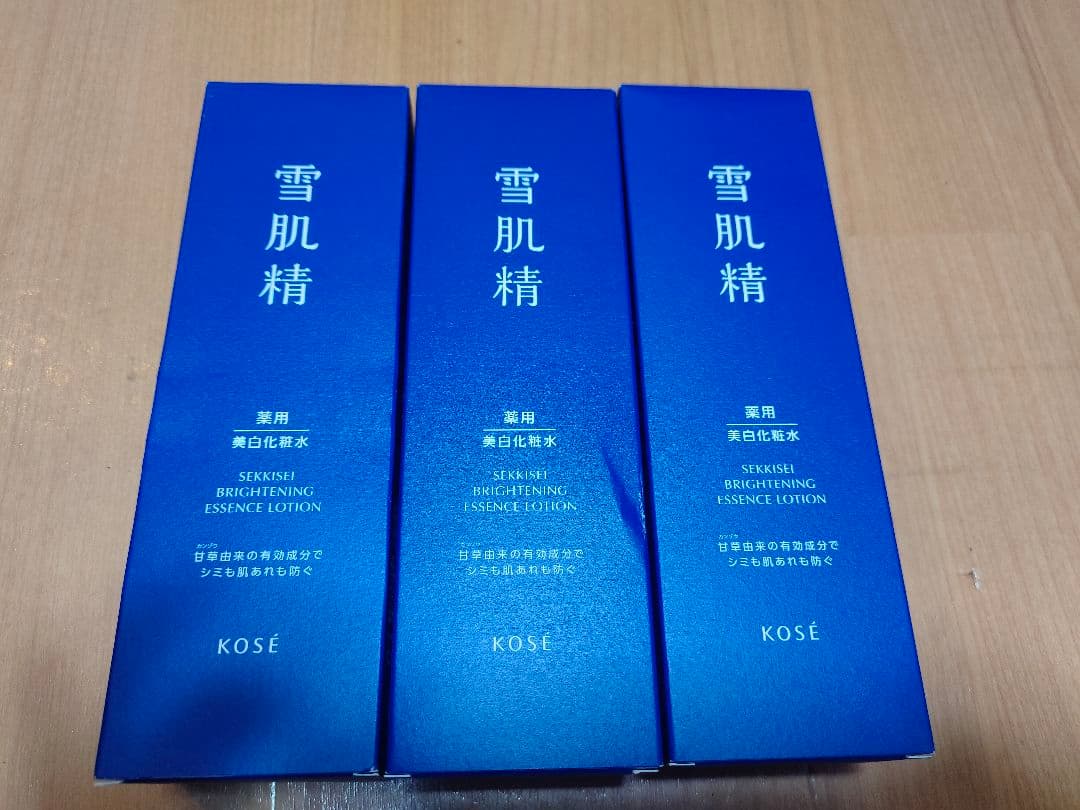 雪肌精
薬用
美白化粧水
SEKKISEI
BRIGHTENING
ESSENCE LOTION
カンゾウ
甘草由来の有効成分で
シミも肌あれも防ぐ
KOSÉ
雪肌精
薬用
美白化粧水
SEKKISEI
BRIGHTENING
ESSENCE LOTION
カンゾウ
甘草由来の有効成分で
シミも肌あれも防ぐ
KOSÉ
雪肌精
薬用
美白化粧水
SEKKISEI
BRIGHTENING
ESSENCE LOTION
カンゾウ
甘草由来の有効成分で
シミも肌あれも防ぐ
KOSÉ